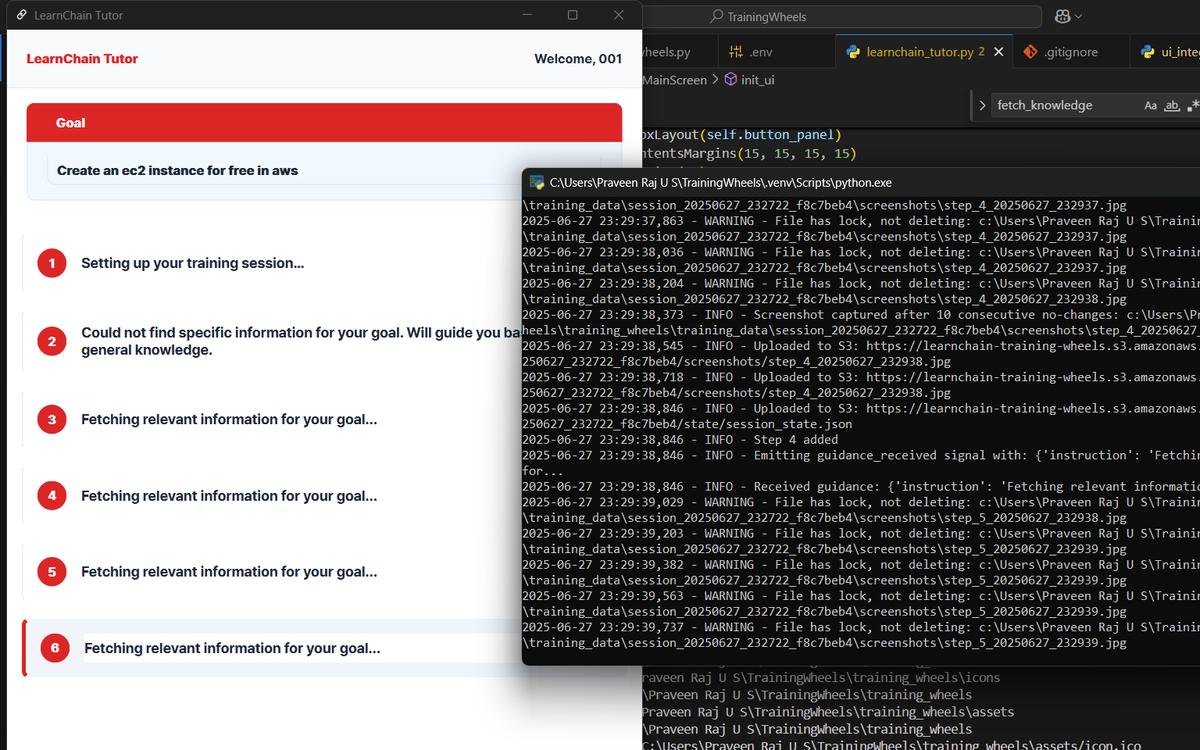 LearnChain Tutor
LearnChain Tutor
Welcome, 001
Goal
Create an ec2 instance for free in aws
1 Setting up your training session...
2 Could not find specific information for your goal. Will guide you ba
general knowledge.
3 Fetching relevant information for your goal...
4 Fetching relevant information for your goal...
5 Fetching relevant information for your goal...
6 Fetching relevant information for your goal...
TrainingWheels
heels.py .env learnchain_tutor.py 2 .gitignore ui_inte
MainScreen > init_ui
fetch_knowledge Aa ab
oxLayout(self.button_panel)
ntentsMargins(15, 15, 15, 15)
C:\Users\Praveen Raj U S\TrainingWheels\.venv\Scripts\python.exe
\training_data\session_20250627_232722_f8c7beb4\screenshots\step_4_20250627_232937.jpg
2025-06-27 23:29:37,863 - WARNING - File has lock, not deleting: c:\Users\Praveen Raj U S\Trainin
\training_data\session_20250627_232722_f8c7beb4\screenshots\step_4_20250627_232937.jpg
2025-06-27 23:29:38,036 - WARNING - File has lock, not deleting: c:\Users\Praveen Raj U S\Trainin
\training_data\session_20250627_232722_f8c7beb4\screenshots\step_4_20250627_232937.jpg
2025-06-27 23:29:38,204 - WARNING - File has lock, not deleting: c:\Users\Praveen Raj U S\Trainin
\training_data\session_20250627_232722_f8c7beb4\screenshots\step_4_20250627_232938.jpg
2025-06-27 23:29:38,373 - INFO - Screenshot captured after 10 consecutive no-changes: c:\Users\Pr
heels\training_wheels\training_data\session_20250627_232722_f8c7beb4\screenshots\step_4_20250627
2025-06-27 23:29:38,545 - INFO - Uploaded to S3: https://learnchain-training-wheels.s3.amazonaws.
250627_232722_f8c7beb4/screenshots/step_4_20250627_232938.jpg
2025-06-27 23:29:38,718 - INFO - Uploaded to S3: https://learnchain-training-wheels.s3.amazonaws.
250627_232722_f8c7beb4/screenshots/step_4_20250627_232938.jpg
2025-06-27 23:29:38,846 - INFO - Uploaded to S3: https://learnchain-training-wheels.s3.amazonaws.
250627_232722_f8c7beb4/state/session_state.json
2025-06-27 23:29:38,846 - INFO - Step 4 added
2025-06-27 23:29:38,846 - INFO - Emitting guidance_received signal with: {'instruction': 'Fetchin
for...
2025-06-27 23:29:38,846 - INFO - Received guidance: {'instruction': 'Fetching relevant informatio
2025-06-27 23:29:39,029 - WARNING - File has lock, not deleting: c:\Users\Praveen Raj U S\Trainin
\training_data\session_20250627_232722_f8c7beb4\screenshots\step_5_20250627_232938.jpg
2025-06-27 23:29:39,203 - WARNING - File has lock, not deleting: c:\Users\Praveen Raj U S\Trainin
\training_data\session_20250627_232722_f8c7beb4\screenshots\step_5_20250627_232939.jpg
2025-06-27 23:29:39,382 - WARNING - File has lock, not deleting: c:\Users\Praveen Raj U S\Trainin
\training_data\session_20250627_232722_f8c7beb4\screenshots\step_5_20250627_232939.jpg
2025-06-27 23:29:39,563 - WARNING - File has lock, not deleting: c:\Users\Praveen Raj U S\Trainin
\training_data\session_20250627_232722_f8c7beb4\screenshots\step_5_20250627_232939.jpg
2025-06-27 23:29:39,737 - WARNING - File has lock, not deleting: c:\Users\Praveen Raj U S\Trainin
\training_data\session_20250627_232722_f8c7beb4\screenshots\step_5_20250627_232939.jpg
raveen Raj U S\TrainingWheels\training_wheels\icons
\Praveen Raj U S\TrainingWheels\training_wheels
Praveen Raj U S\TrainingWheels\training_wheels\assets
\Praveen Raj U S\TrainingWheels\training_wheels
C:\Users\Praveen Raj U S\TrainingWheels\training_wheels\assets/icon.ico